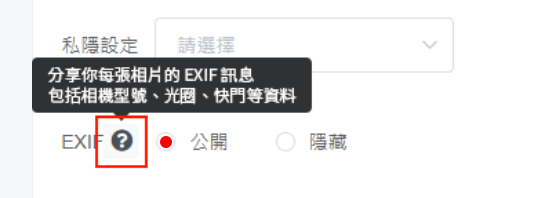 私隱設定 請選擇
分享你每張相片的 EXIF 訊息
包括相機型號、光圈、快門等資料
EXIF ? 公開 隱藏